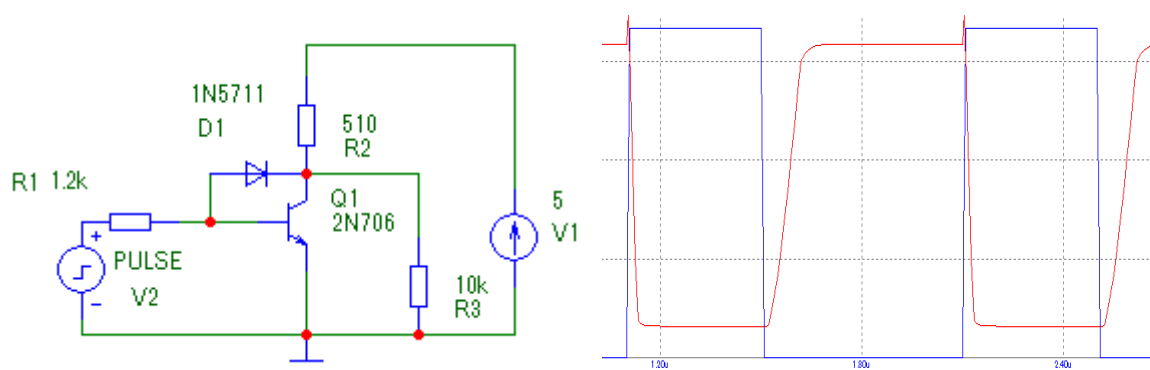 1N5711
D1
510
R2
R1 1.2k
Q1
2N706
5
V1
+
PULSE
V2
−
10k
R3
1.20u 1.80u 2.40u